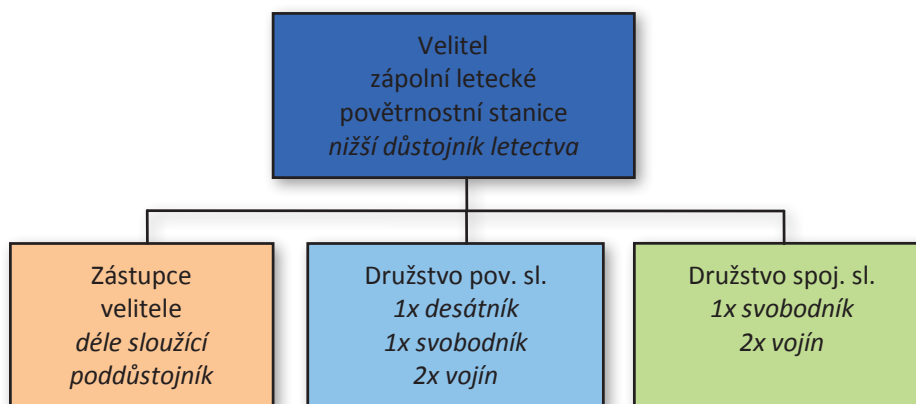 Velitel
zápolní letecké
povětrnostní stanice
nižší důstojník letectva
Zástupce
velitele
déle sloužící
poddůstojník
Družstvo pov. sl.
1x desátník
1x svobodník
2x vojín
Družstvo spoj. sl.
1x svobodník
2x vojín